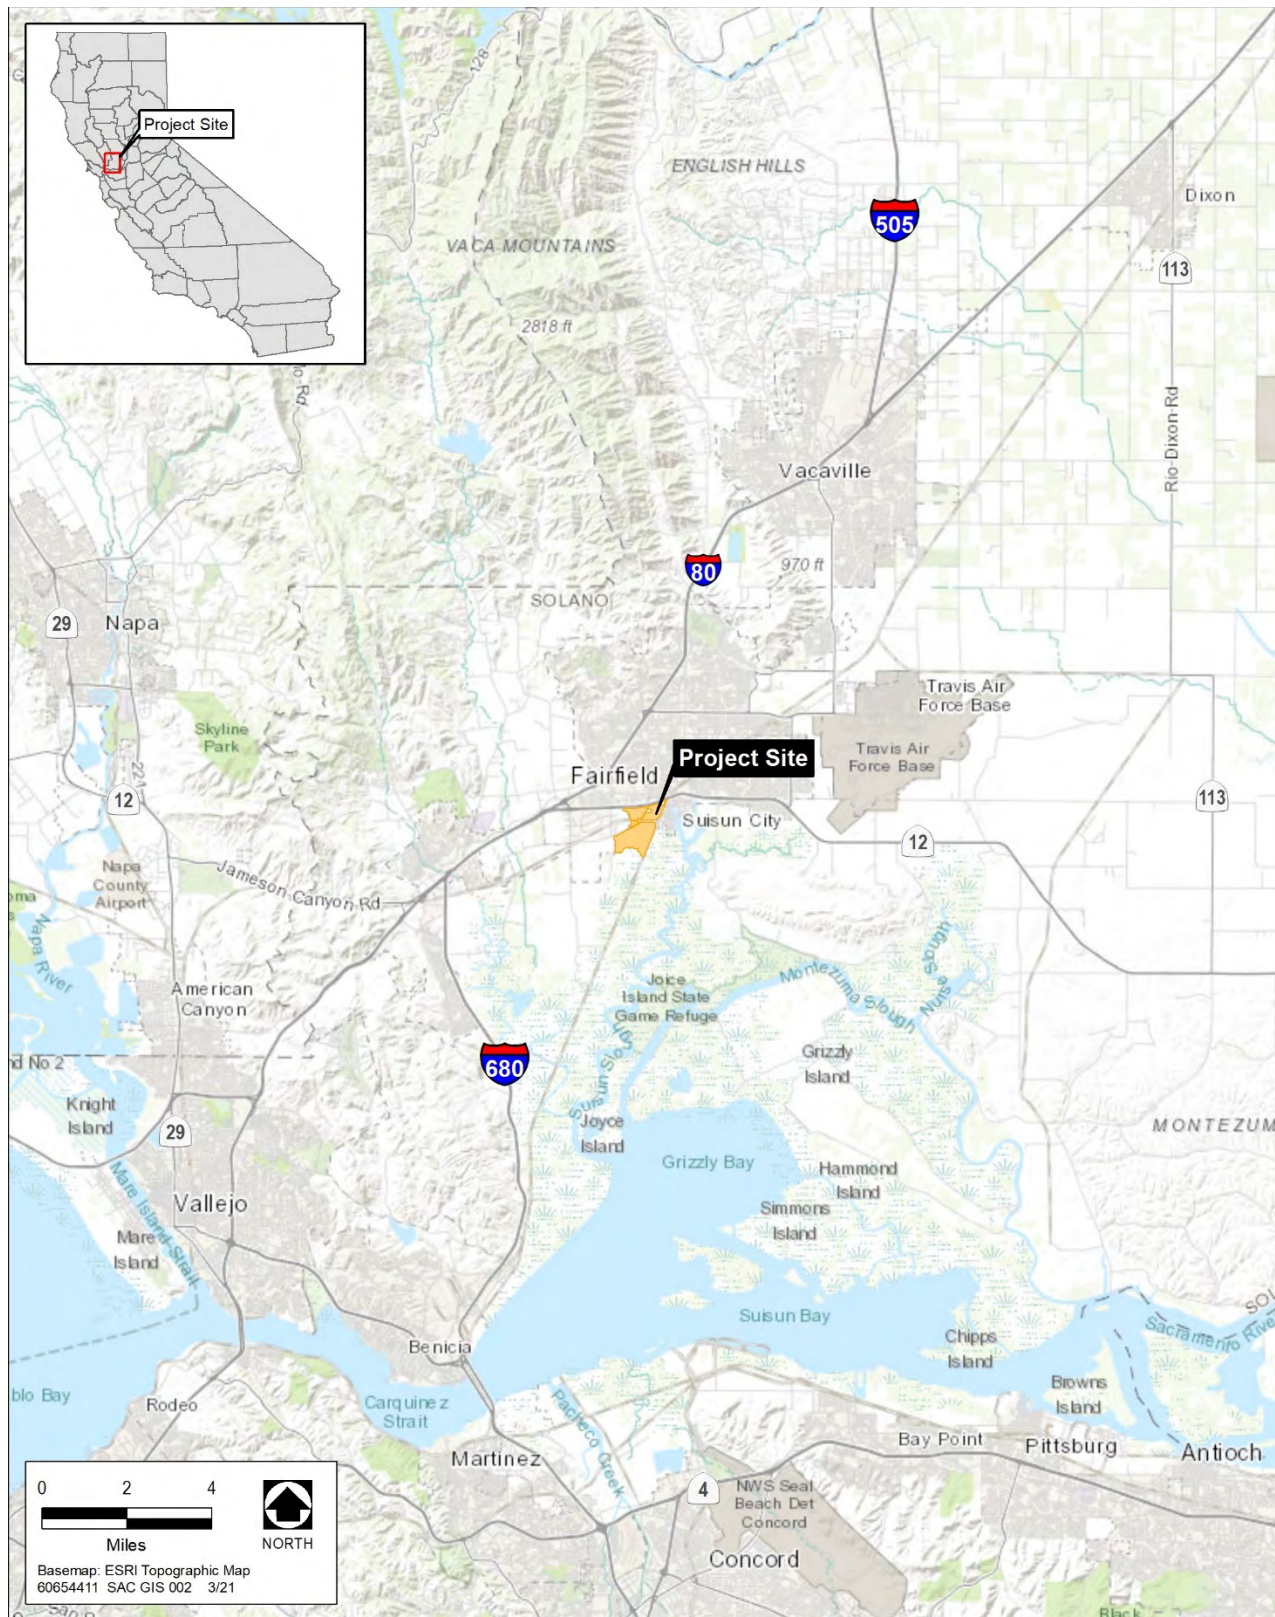 Project Site
128
ENGLISH HILLS
505
Dixon
VACA MOUNTAINS
113
2818 ft
Rio-Dixon-Rd
Vacaville
80
970 ft
SOLANO
29
Napa
Travis Air
Force Base
Skyline
Park
Project Site
Travis Air
Force Base
Fairfield
221
12
113
Suisun City
12
Napa
County
Airport
Jameson Canyon Rd
Napa River
Joice
Island State
Game Refuge
Montezuma Slough
Nurse Slough
American
Canyon
680
Grizzly
Island
nd No 2
Knight
Island
29
Suisun Slough
Joyce
Island
MONTEZUM
Grizzly Bay
Hammond
Island
Mare Island Strait
Vallejo
Simmons
Island
Mare
Island
Suisun Bay
Sacramento River
Chipps
Island
Benicia
Browns
Island
blo Bay
Rodeo
Carquinez
Strait
Pacheco Creek
Martinez
Bay Point
Pittsburg
Antioch
4
NWS Seal
Beach Det
Concord
Concord
0 2 4
Miles
NORTH
Basemap: ESRI Topographic Map
60654411 SAC GIS 002 3/21
Black